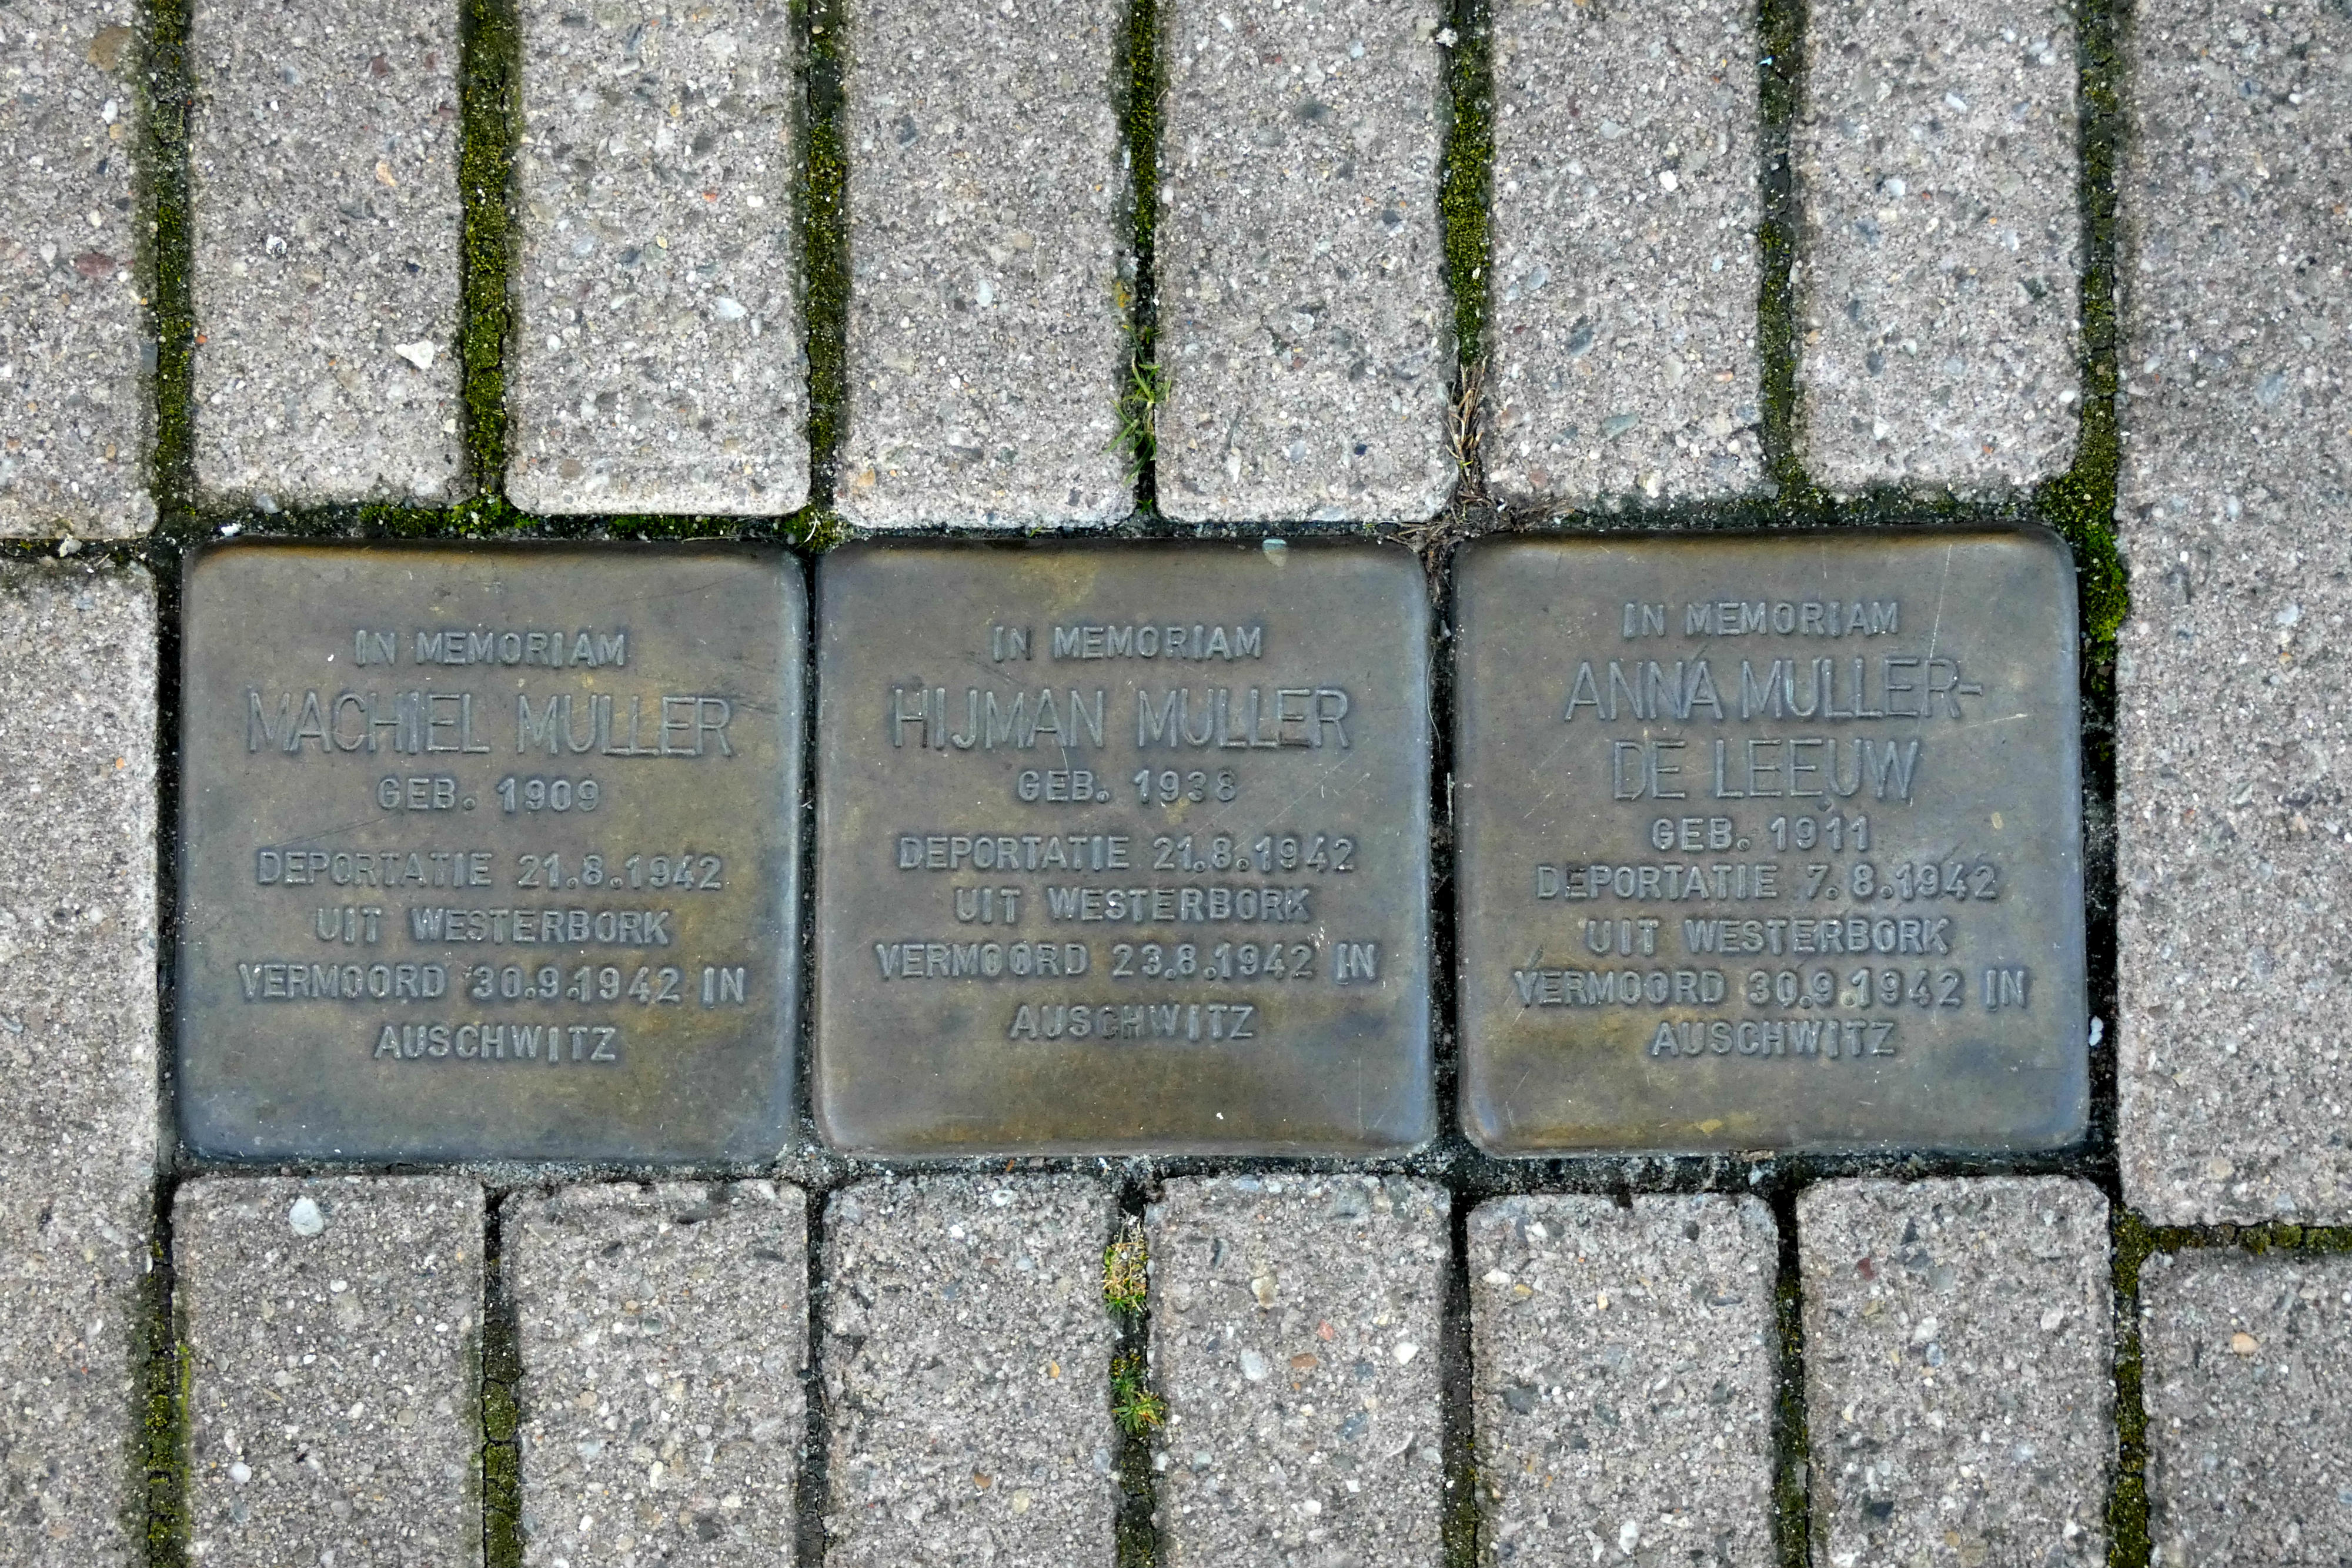 IN MEMORIAM
MACHIEL MULLER
GEB. 1909
DEPORTATIE 21.8.1942
UIT WESTERBORK
VERMOORD 30.9.1942 IN
AUSCHWITZ
IN MEMORIAM
HIJMAN MULLER
GEB. 1938
DEPORTATIE 21.8.1942
UIT WESTERBORK
VERMOORD 23.8.1942 IN
AUSCHWITZ
IN MEMORIAM
ANNA MULLER-
DE LEEUW
GEB. 1911
DEPORTATIE 7.8.1942
UIT WESTERBORK
VERMOORD 30.9.1942 IN
AUSCHWITZ